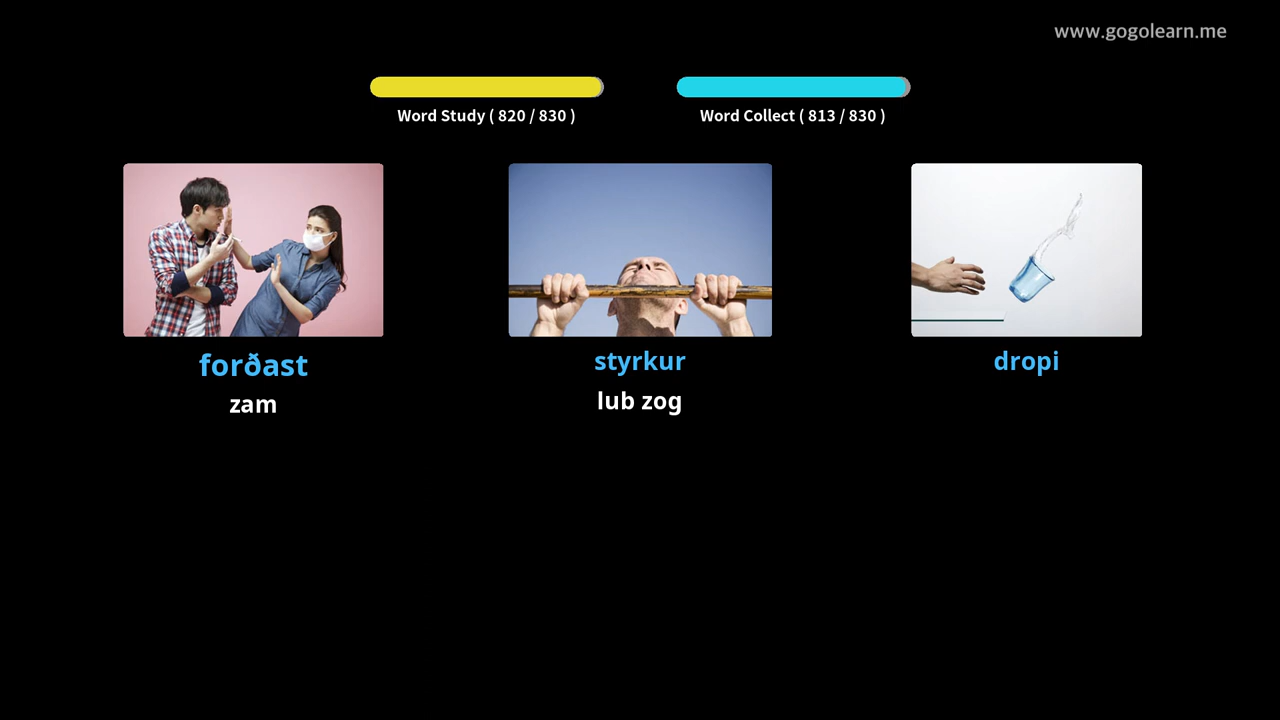 www.gogolearn.me
Word Study ( 820 / 830 )
Word Collect ( 813 / 830 )
forðast
styrkur
dropi
zam
lub zog